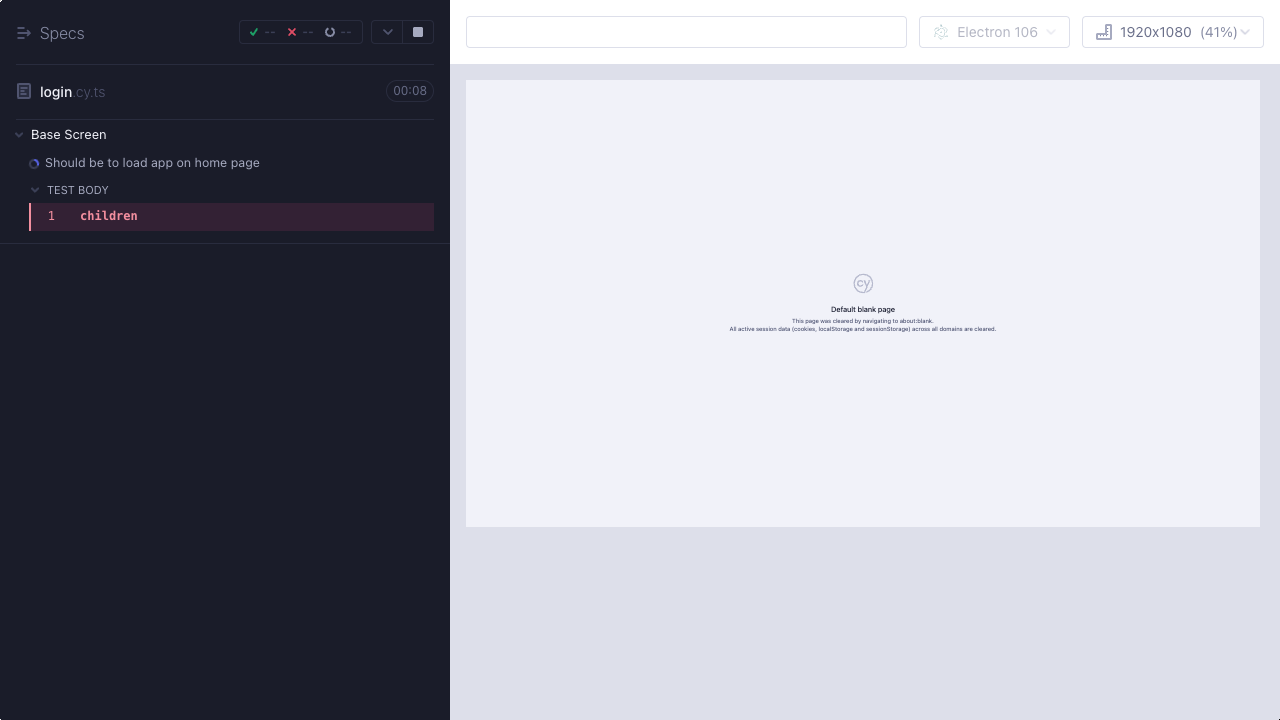 Specs
-- -- --
login.cy.ts 00:08
Base Screen
Should be to load app on home page
TEST BODY
1 children
Electron 106
1920x1080 (41%)
cy
Default blank page
This page was cleared by navigating to about:blank.
All active session data (cookies, localStorage and sessionStorage) across all domains are cleared.